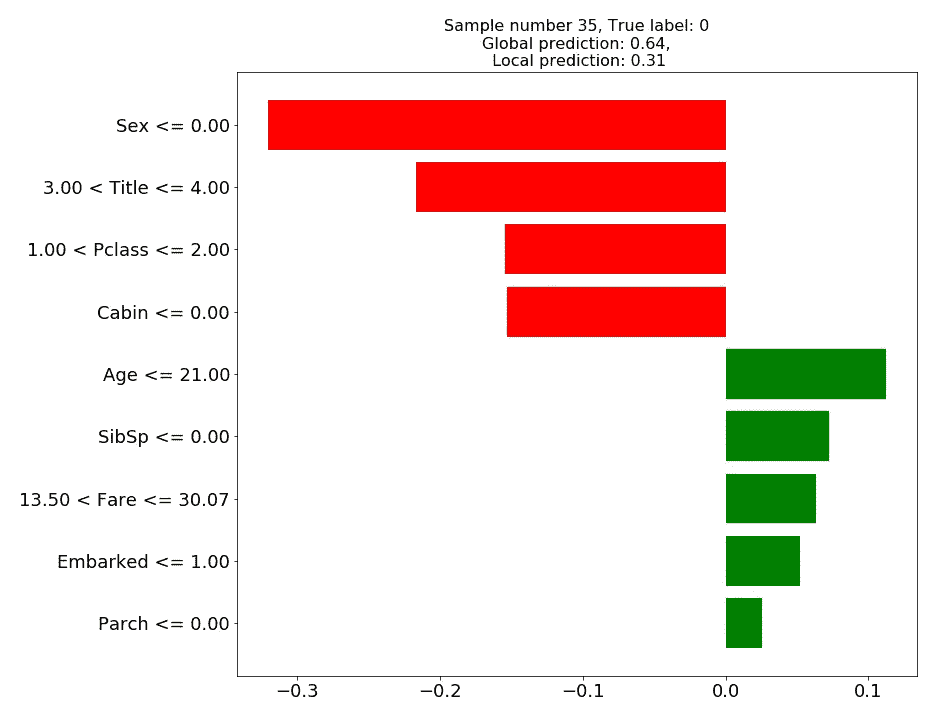 Sample number 35, True label: 0
Global prediction: 0.64,
Local prediction: 0.31
Sex <= 0.00
3.00 < Title <= 4.00
1.00 < Pclass <= 2.00
Cabin <= 0.00
Age <= 21.00
SibSp <= 0.00
13.50 < Fare <= 30.07
Embarked <= 1.00
Parch <= 0.00
−0.3 −0.2 −0.1 0.0 0.1